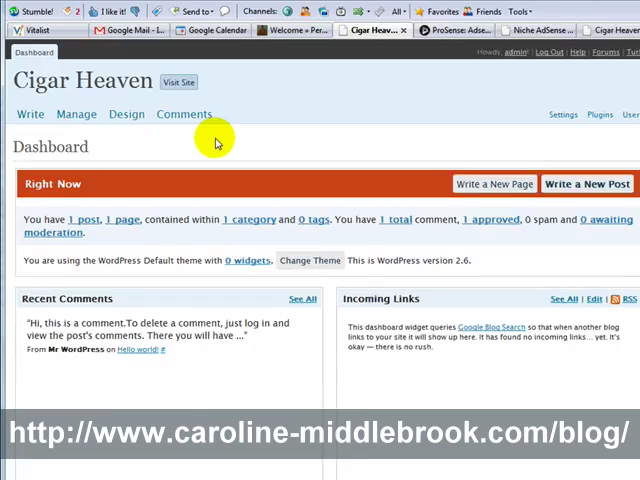 Stumble! 2 I like it! Send to Channels: All Favorites Friends Tools
Vitalist Google Mail - I... Google Calendar Welcome » Per... Cigar Heav... ProSense: Adse... Niche AdSense ... Cigar Heaven
Dashboard
Howdy, admin! | Log Out | Help | Forums |
Cigar Heaven Visit Site
Write Manage Design Comments Settings Plugins
Dashboard
Right Now Write a New Page Write a New Post
You have 1 post, 1 page, contained within 1 category and 0 tags. You have 1 total comment, 1 approved, 0 spam and 0 awaiting
moderation.
You are using the WordPress Default theme with 0 widgets. Change Theme This is WordPress version 2.6.
Recent Comments See All Incoming Links See All | Edit | RSS
“Hi, this is a comment.To delete a comment, just log in and
view the post's comments. There you will have ...”
From Mr WordPress on Hello world! #
This dashboard widget queries Google Blog Search so that when another blog
links to your site it will show up here. It has found no incoming links... yet. It's
okay — there is no rush.
http://www.caroline-middlebrook.com/blog/